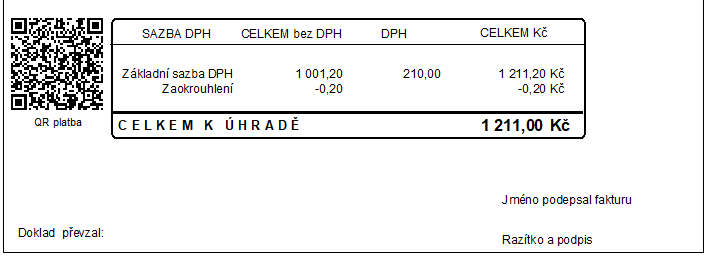 SAZBA DPH CELKEM bez DPH DPH CELKEM Kč
Základní sazba DPH 1 001,20 210,00 1 211,20 Kč
Zaokrouhlení -0,20 -0,20 Kč
QR platba
CELKEM K ÚHRADĚ 1 211,00 Kč
Jméno podepsal fakturu
Doklad převzal:
Razítko a podpis